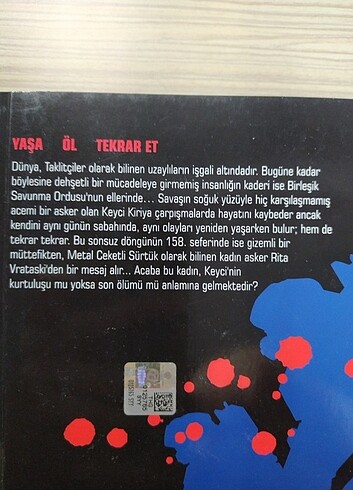 YAŞA ÖL TEKRAR ET
Dünya, Taklitçiler olarak bilinen uzaylıların işgali altındadır. Bugüne kadar
böylesine dehşetli bir mücadeleye girmemiş insanlığın kaderi ise Birleşik
Savunma Ordusu'nun ellerinde... Savaşın soğuk yüzüyle hiç karşılaşmamış
acemi bir asker olan Keyci Kiriya çarpışmalarda hayatını kaybeder ancak
kendini aynı günün sabahında, aynı olayları yeniden yaşarken bulur; hem de
tekrar tekrar. Bu sonsuz döngünün 158. seferinde ise gizemli bir
müttefikten, Metal Ceketli Sürtük olarak bilinen kadın asker Rita
Vrataski'den bir mesaj alır... Acaba bu kadın, Keyci'nin
kurtuluşu mu yoksa son ölümü mü anlamına gelmektedir?